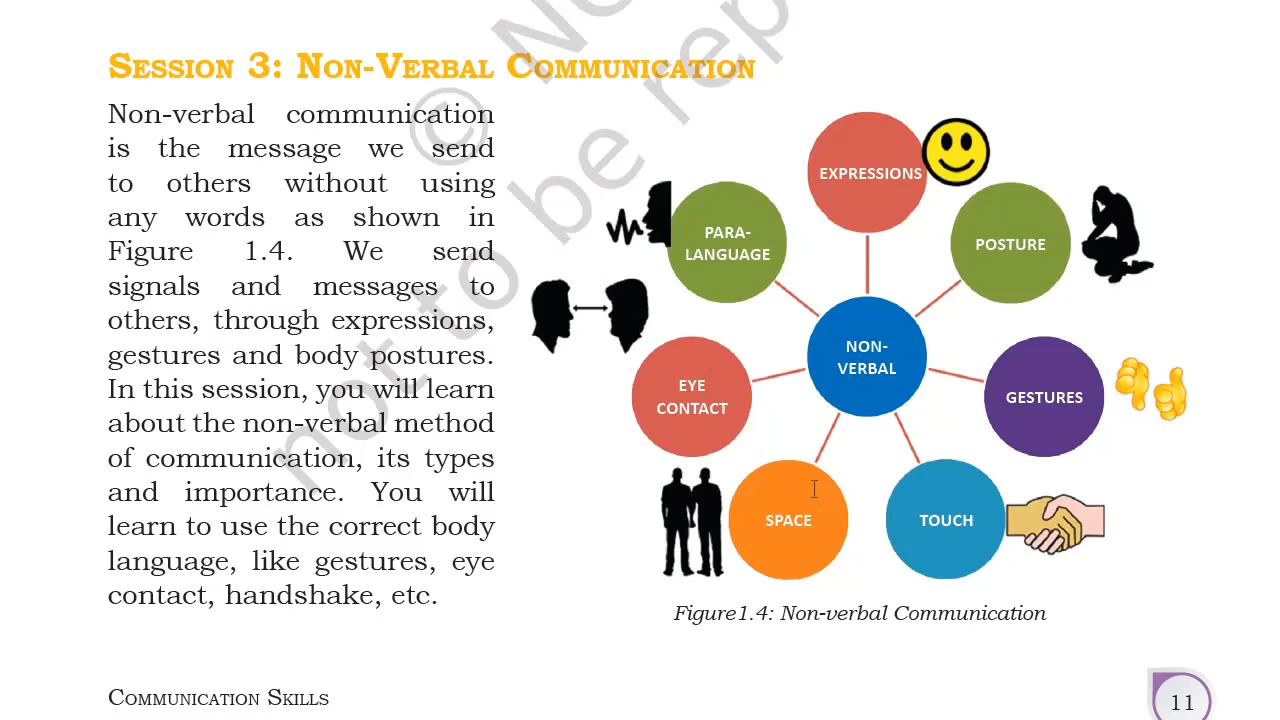 SESSION 3: NON-VERBAL COMMUNICATION
Non-verbal communication
is the message we send
to others without using
any words as shown in
Figure 1.4. We send
signals and messages to
others, through expressions,
gestures and body postures.
In this session, you will learn
about the non-verbal method
of communication, its types
and importance. You will
learn to use the correct body
language, like gestures, eye
contact, handshake, etc.
EXPRESSIONS
PARA-
LANGUAGE
POSTURE
NON-
VERBAL
EYE
CONTACT
GESTURES
SPACE
TOUCH
Figure1.4: Non-verbal Communication
COMMUNICATION SKILLS
11
©
not to be